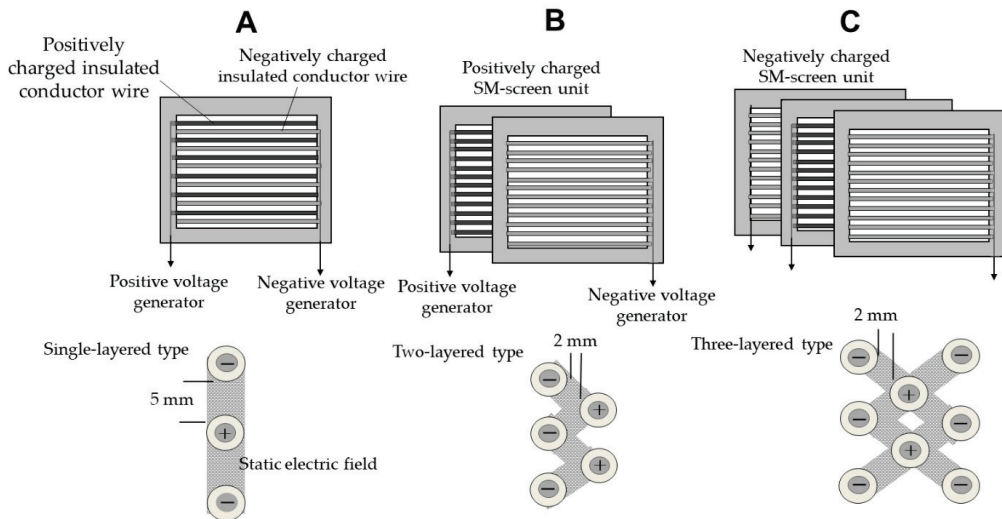 A
B
C
Positively
charged insulated
conductor wire
Negatively charged
insulated conductor wire
Positively charged
SM-screen unit
Negatively charged
SM-screen unit
Positive voltage
generator
Negative voltage
generator
Positive voltage
generator
Negative voltage
generator
Single-layered type
5 mm
Static electric field
Two-layered type
2 mm
Three-layered type
2 mm
−
+
−
−
+
−
+
−
−
−
+
−
−
+
−
−